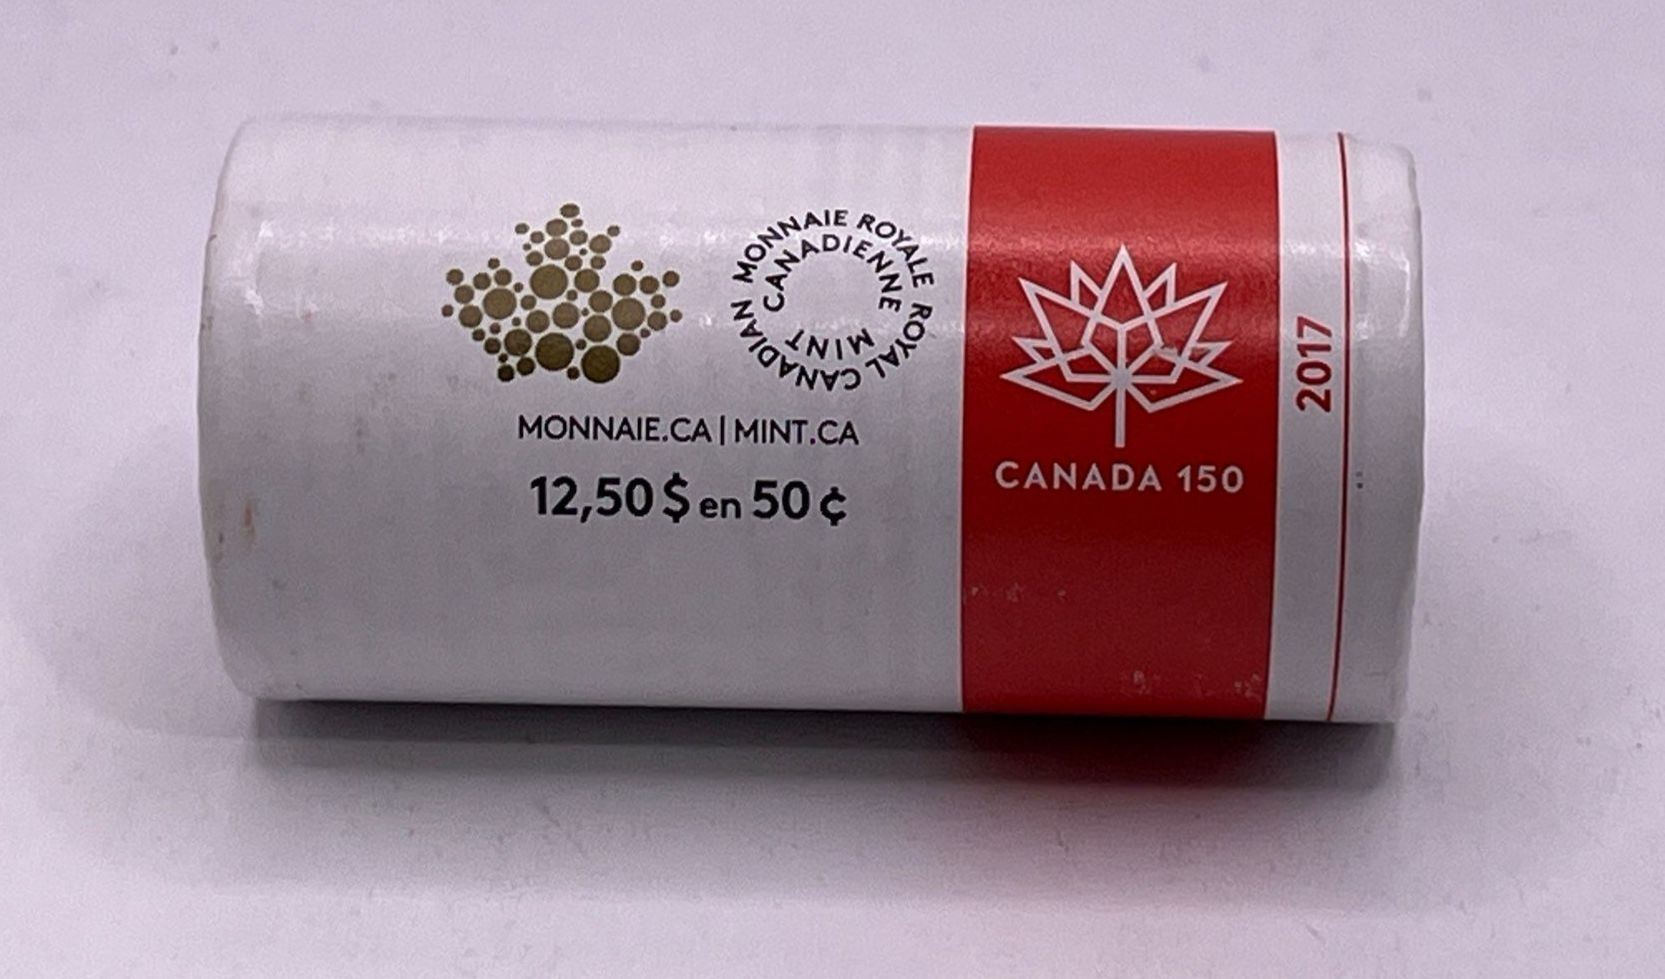 MONNAIE ROYALE CANADIENNE
ROYAL CANADIAN MINT
MONNAIE.CA | MINT.CA
12,50 $ en 50 ¢
CANADA 150
2017